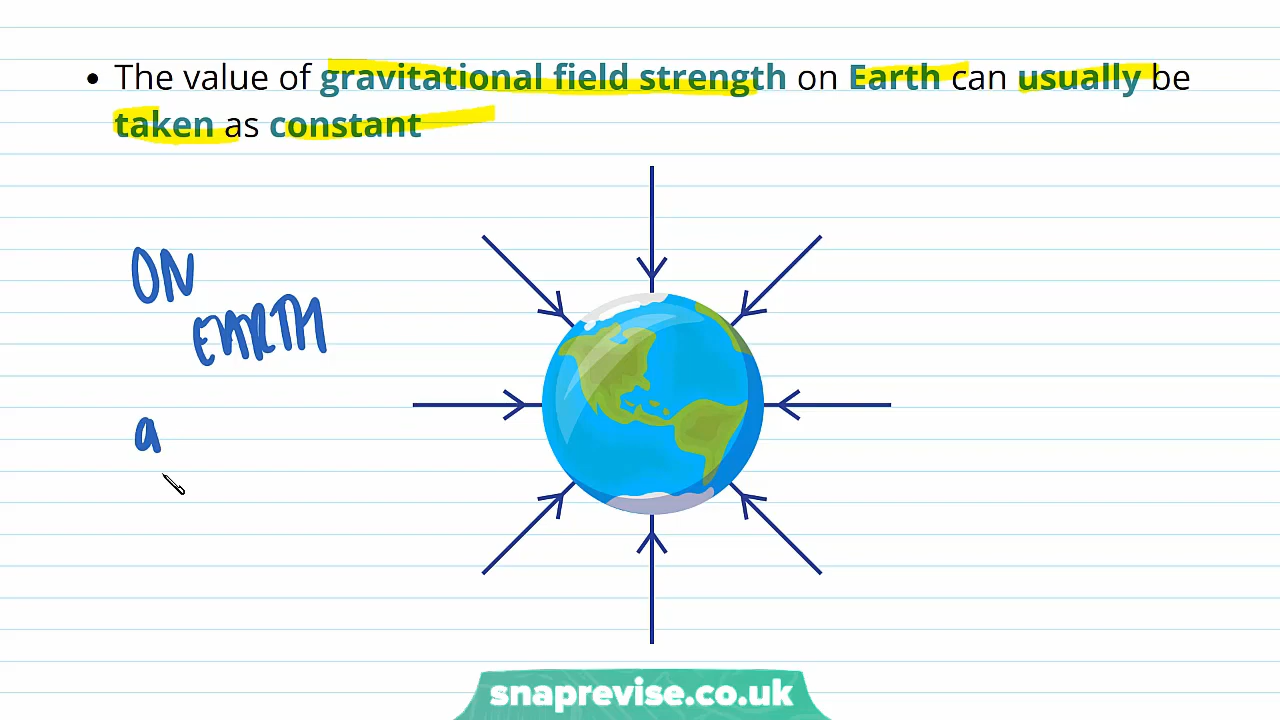 • The value of gravitational field strength on Earth can usually be
taken as constant
ON
EARTH
a
snaprevise.co.uk